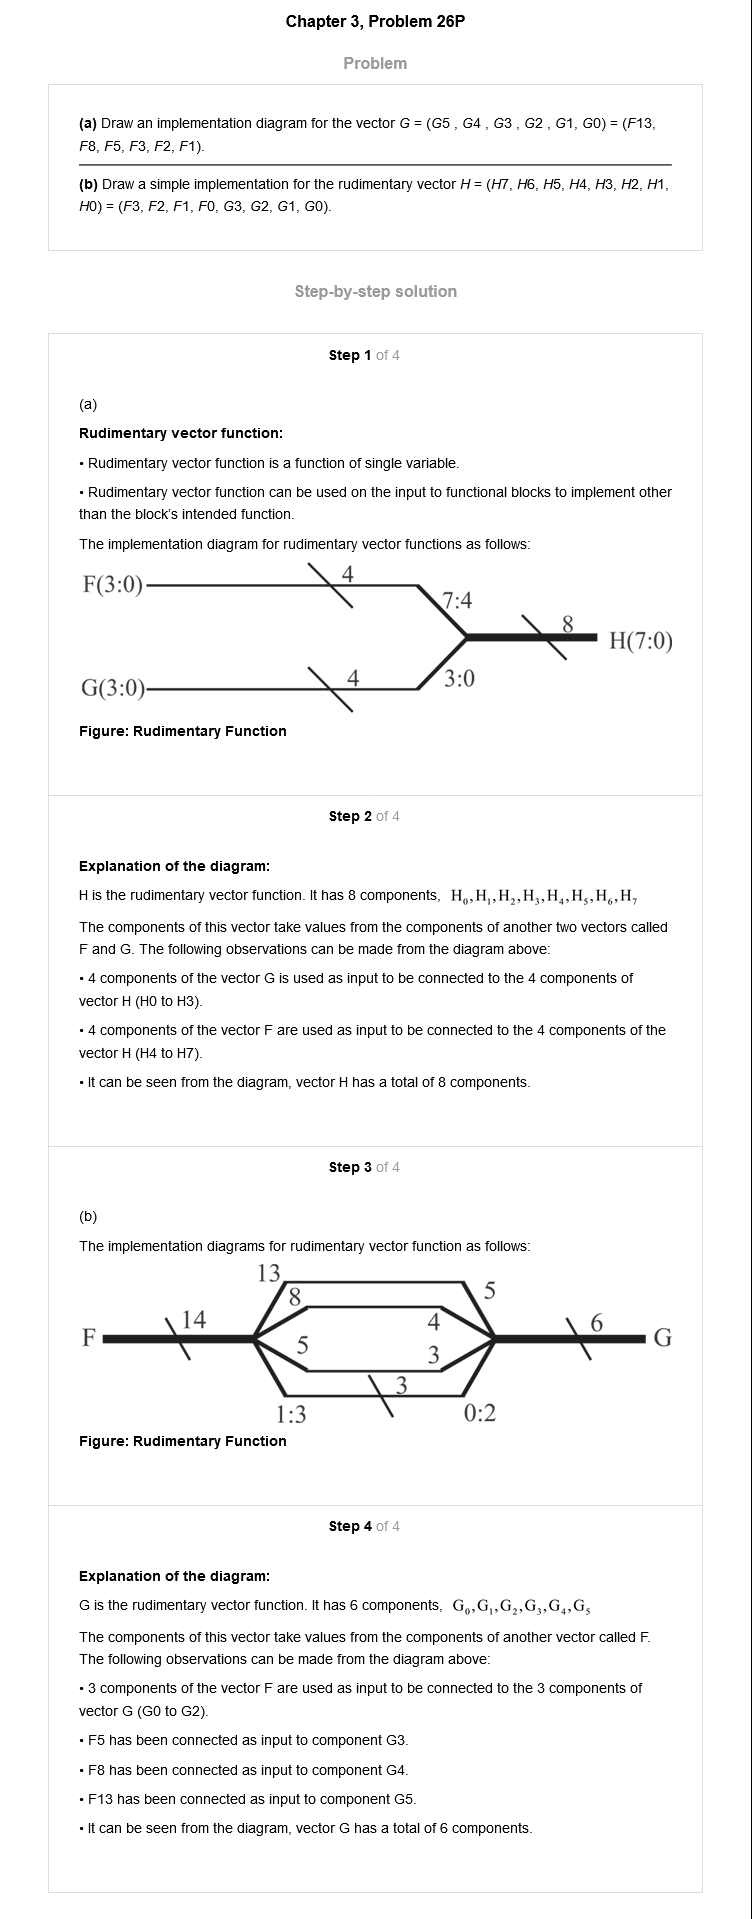 Chapter 3, Problem 26P
Problem
(a) Draw an implementation diagram for the vector G = (G5 , G4 , G3 , G2 , G1, G0) = (F13,
F8, F5, F3, F2, F1).
(b) Draw a simple implementation for the rudimentary vector H = (H7, H6, H5, H4, H3, H2, H1,
H0) = (F3, F2, F1, F0, G3, G2, G1, G0).
Step-by-step solution
Step 1 of 4
(a)
Rudimentary vector function:
• Rudimentary vector function is a function of single variable.
• Rudimentary vector function can be used on the input to functional blocks to implement other
than the block's intended function.
The implementation diagram for rudimentary vector functions as follows:
F(3:0)
4
7:4
8
H(7:0)
G(3:0)
4
3:0
Figure: Rudimentary Function
Step 2 of 4
Explanation of the diagram:
H is the rudimentary vector function. It has 8 components, H₀,H₁,H₂,H₃,H₄,H₅,H₆,H₇
The components of this vector take values from the components of another two vectors called
F and G. The following observations can be made from the diagram above:
• 4 components of the vector G is used as input to be connected to the 4 components of
vector H (H0 to H3).
• 4 components of the vector F are used as input to be connected to the 4 components of the
vector H (H4 to H7).
• It can be seen from the diagram, vector H has a total of 8 components.
Step 3 of 4
(b)
The implementation diagrams for rudimentary vector function as follows:
13
8
5
14
4
6
F
G
5
3
3
1:3
0:2
Figure: Rudimentary Function
Step 4 of 4
Explanation of the diagram:
G is the rudimentary vector function. It has 6 components, G₀,G₁,G₂,G₃,G₄,G₅
The components of this vector take values from the components of another vector called F.
The following observations can be made from the diagram above:
• 3 components of the vector F are used as input to be connected to the 3 components of
vector G (G0 to G2).
• F5 has been connected as input to component G3.
• F8 has been connected as input to component G4.
• F13 has been connected as input to component G5.
• It can be seen from the diagram, vector G has a total of 6 components.